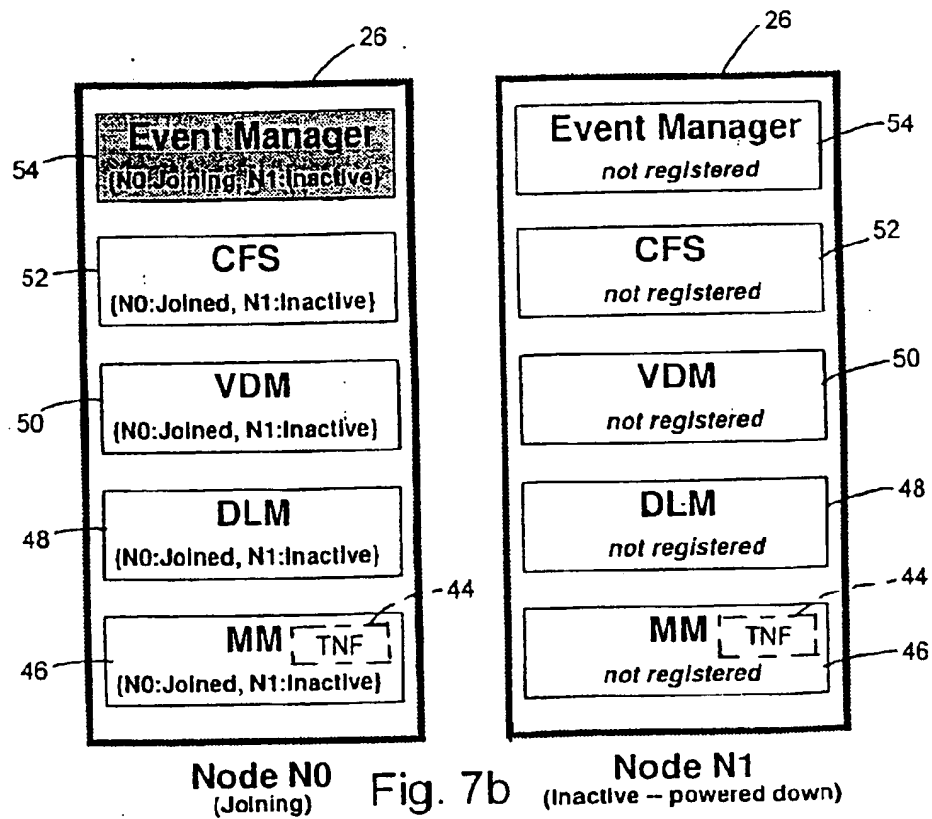 26
Event Manager
{N0:Joining, N1:Inactive}
54
CFS
{N0:Joined, N1:Inactive}
52
VDM
{N0:Joined, N1:Inactive}
50
DLM
{N0:Joined, N1:Inactive}
48
44
MM
TNF
{N0:Joined, N1:Inactive}
46
Node N0
(Joining)
26
Event Manager
not registered
54
CFS
not registered
52
VDM
not registered
50
DLM
not registered
48
44
MM
TNF
not registered
46
Node N1
(Inactive -- powered down)
Fig. 7b